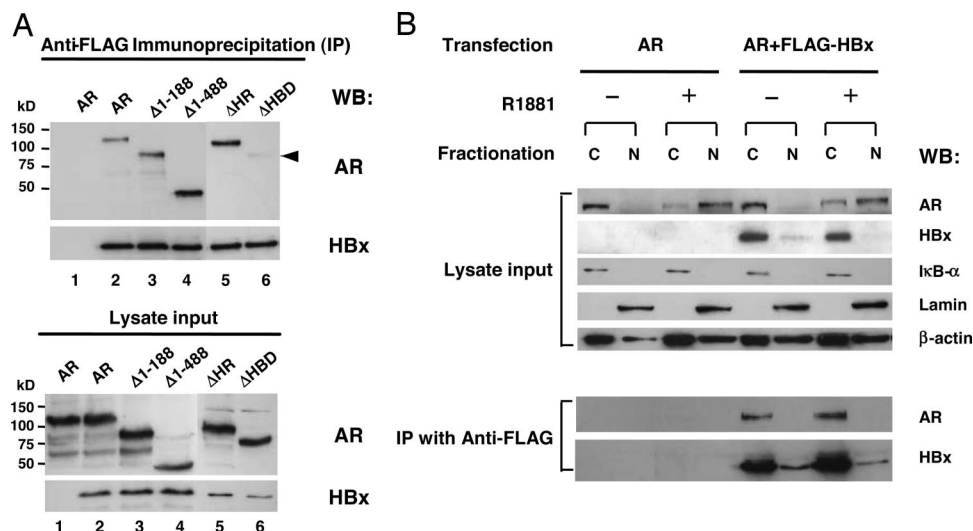 A
Anti-FLAG Immunoprecipitation (IP)
AR AR Δ1-188 Δ1-488 ΔHR ΔHBD WB:
kD
150
100
75
50
AR
HBx
1 2 3 4 5 6
Lysate input
AR AR Δ1-188 Δ1-488 ΔHR ΔHBD
kD
150
100
75
50
AR
HBx
1 2 3 4 5 6
B
Transfection AR AR+FLAG-HBx
R1881 − + − +
Fractionation C N C N C N C N WB:
Lysate input
AR
HBx
IκB-α
Lamin
β-actin
IP with Anti-FLAG
AR
HBx